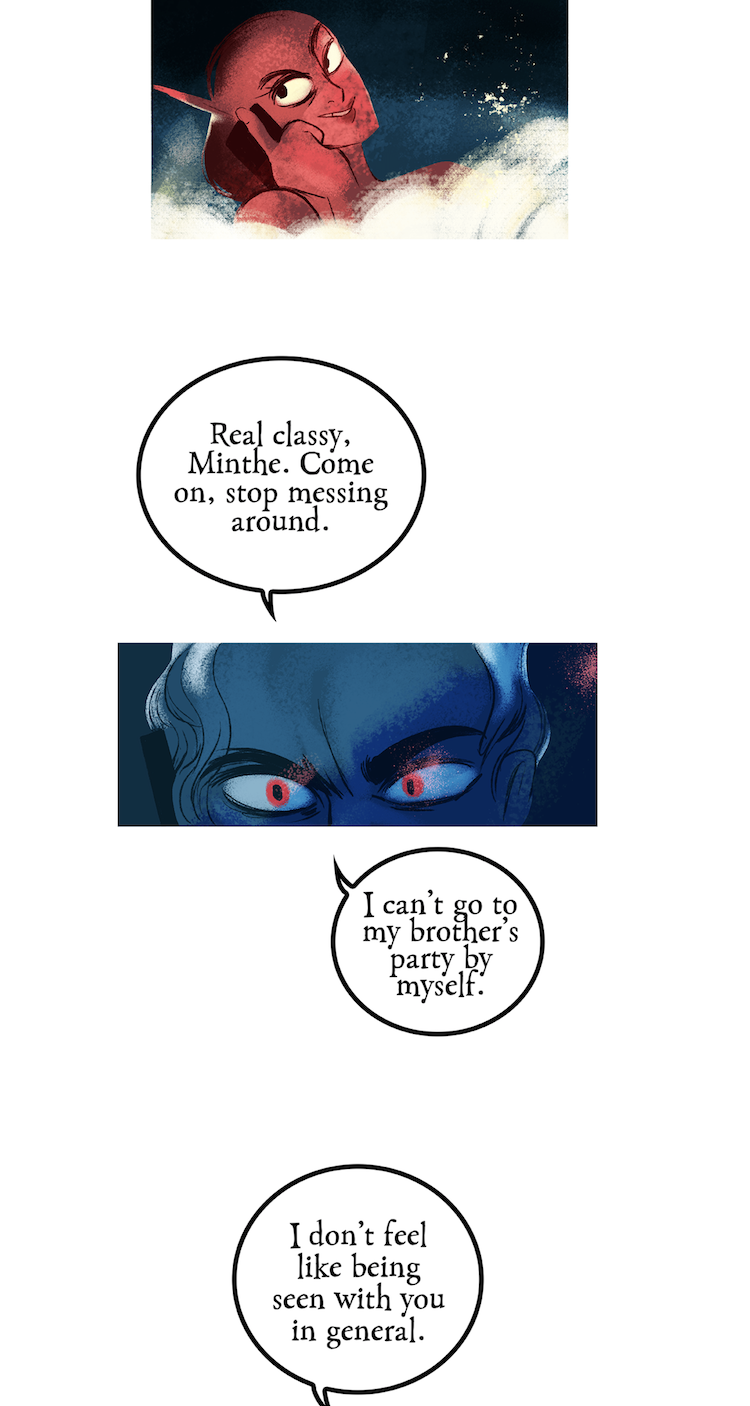 Real classy,
Minthe. Come
on, stop messing
around.
I can't go to
my brother's
party by
myself.
I don't feel
like being
seen with you
in general.